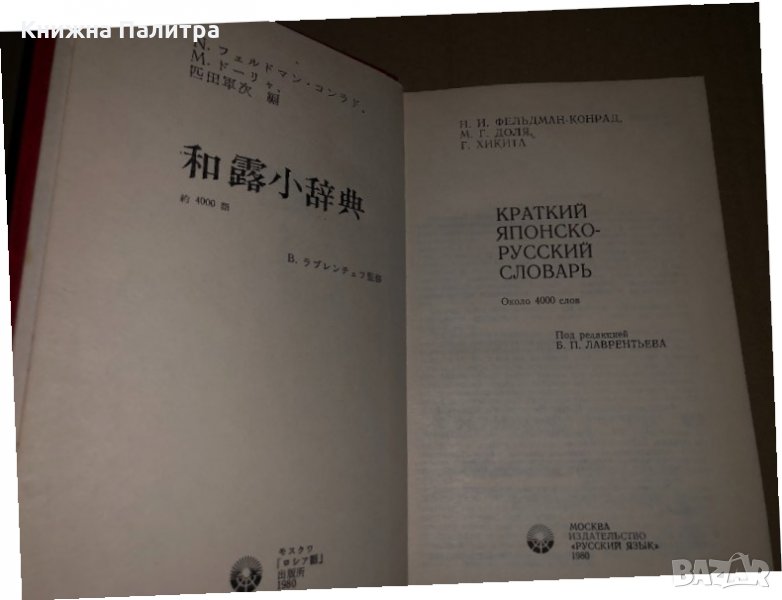 Книжна Палитра
N. フェルドマン・コンラド,
M. ドーリャ,
匹田軍次 編
和露小辞典
約 4000 語
B. ラブレンチェフ監修
モスクワ
『ロシア語』
出版所
1980
Н. И. ФЕЛЬДМАН-КОНРАД,
М. Г. ДОЛЯ,
Г. ХИКИТА
КРАТКИЙ
ЯПОНСКО-
РУССКИЙ
СЛОВАРЬ
Около 4000 слов
Под редакцией
Б. П. ЛАВРЕНТЬЕВА
МОСКВА
ИЗДАТЕЛЬСТВО
«РУССКИЙ ЯЗЫК»
1980
BAZAR